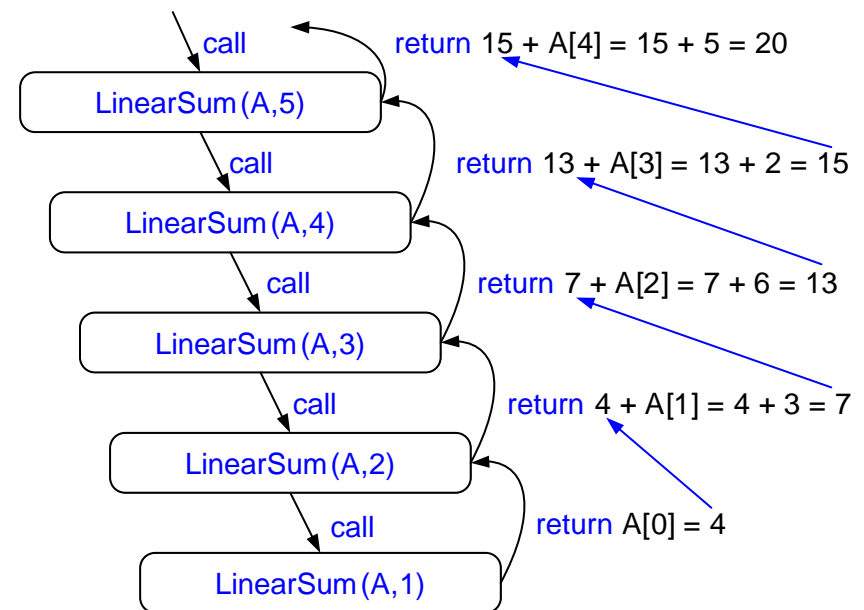 call return 15 + A[4] = 15 + 5 = 20
LinearSum(A,5)
call return 13 + A[3] = 13 + 2 = 15
LinearSum(A,4)
call return 7 + A[2] = 7 + 6 = 13
LinearSum(A,3)
call return 4 + A[1] = 4 + 3 = 7
LinearSum(A,2)
call return A[0] = 4
LinearSum(A,1)